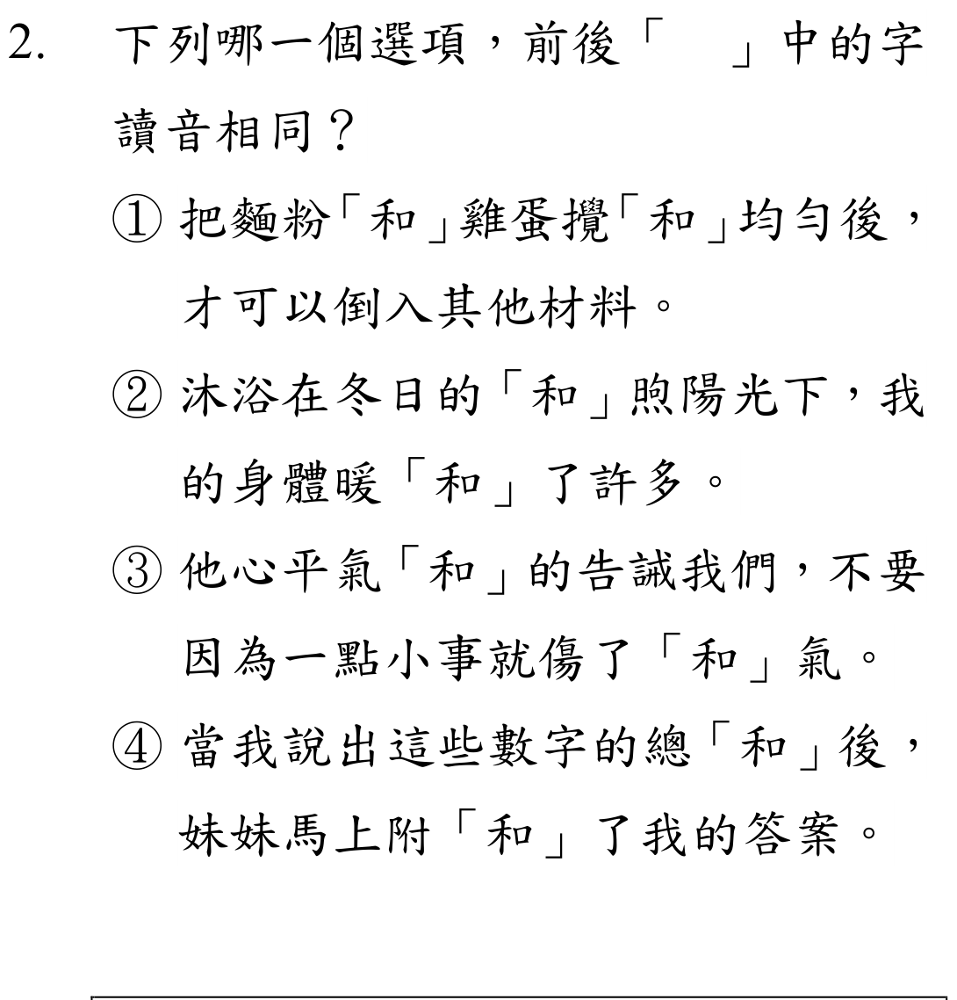 2. 下列哪一個選項，前後「　」中的字
讀音相同？
① 把麵粉「和」雞蛋攪「和」均勻後，
才可以倒入其他材料。
② 沐浴在冬日的「和」煦陽光下，我
的身體暖「和」了許多。
③ 他心平氣「和」的告誡我們，不要
因為一點小事就傷了「和」氣。
④ 當我說出這些數字的總「和」後，
妹妹馬上附「和」了我的答案。